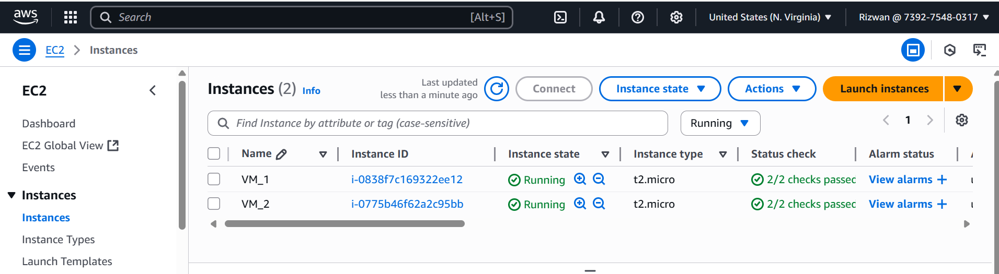 aws
Search [Alt+S]
United States (N. Virginia)
Rizwan @ 7392-7548-0317
EC2 Instances
EC2
Dashboard
EC2 Global View
Events
Instances
Instances
Instance Types
Launch Templates
Instances (2) Info
Last updated
less than a minute ago
Connect
Instance state
Actions
Launch instances
Find Instance by attribute or tag (case-sensitive)
Running
1
Name Instance ID Instance state Instance type Status check Alarm status
VM_1 i-0838f7c169322ee12 Running t2.micro 2/2 checks passed View alarms
VM_2 i-0775b46f62a2c95bb Running t2.micro 2/2 checks passed View alarms